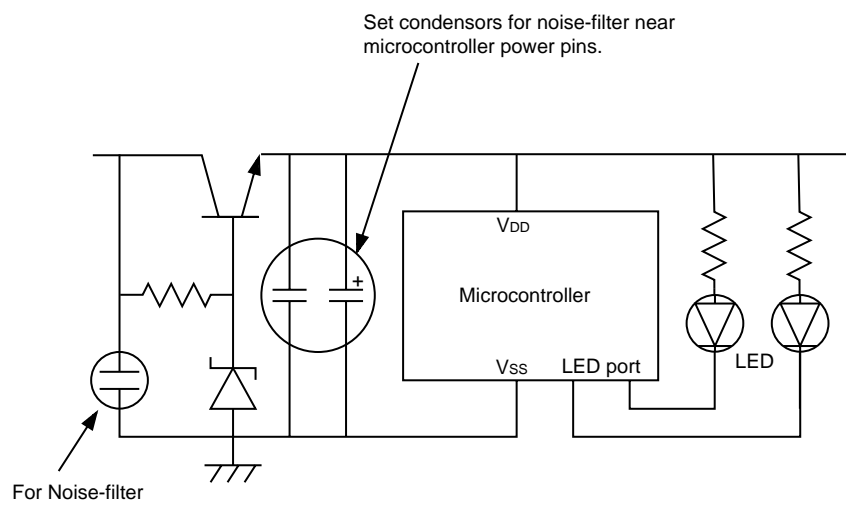 Set condensors for noise-filter near
microcontroller power pins.
VDD
+
Microcontroller
VSS
LED port
LED
For Noise-filter